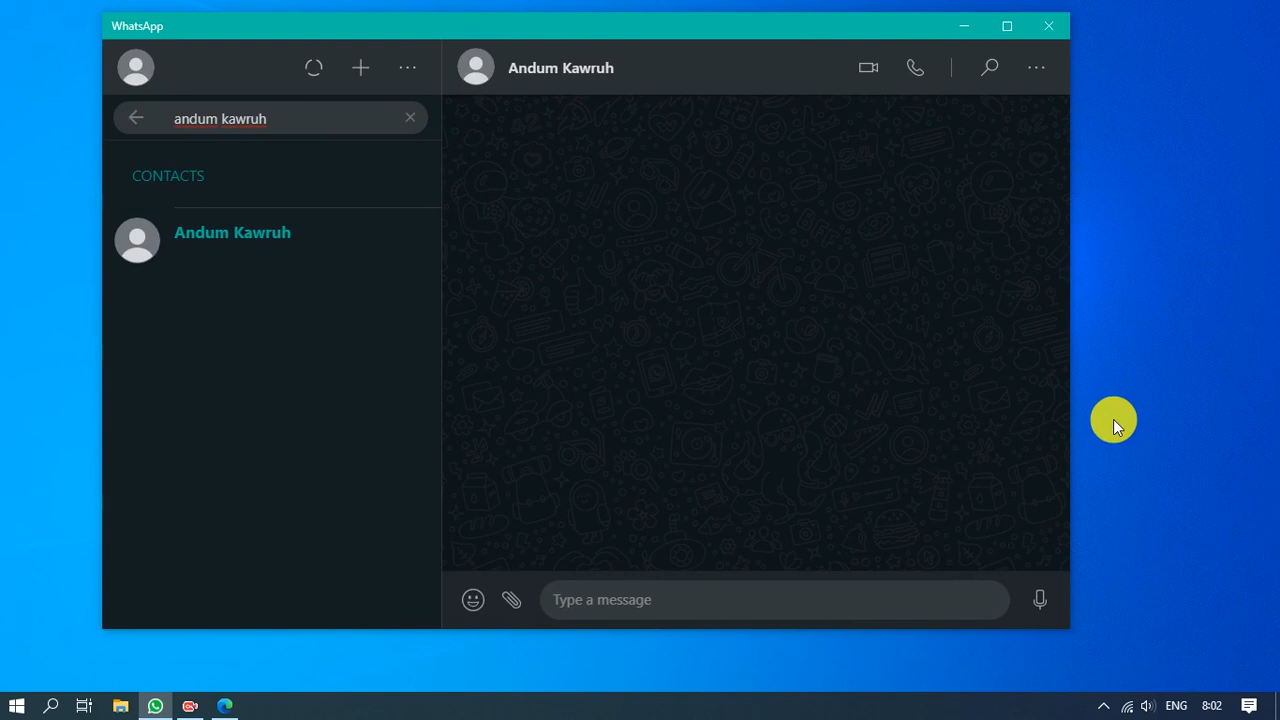 WhatsApp
Andum Kawruh
andum kawruh
CONTACTS
Andum Kawruh
Type a message
ENG
8:02